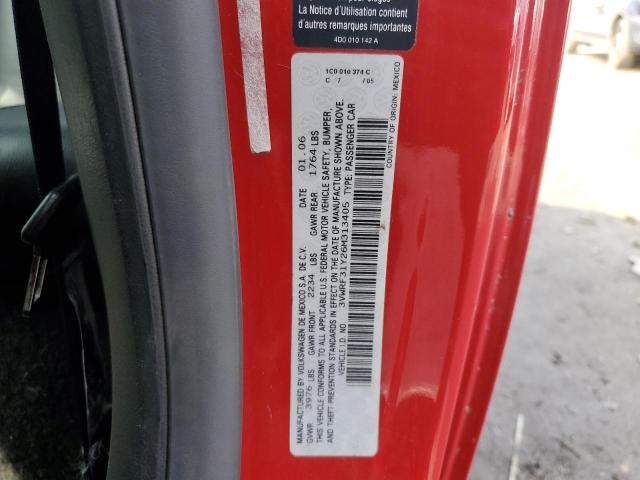 pour Sièges
La Notice d'Utilisation contient
d'autres remarques importantes
4D0 010 142 A
1C0 010 374 C
C 7 /05
MANUFACTURED BY VOLKSWAGEN DE MEXICO S.A. DE C.V. DATE 01.06
GVWR 3976 LBS GAWR FRONT 2234 LBS GAWR REAR 1764 LBS
THIS VEHICLE CONFORMS TO ALL APPLICABLE U.S. FEDERAL MOTOR VEHICLE SAFETY, BUMPER,
AND THEFT PREVENTION STANDARDS IN EFFECT ON THE DATE OF MANUFACTURE SHOWN ABOVE.
VEHICLE I.D. NO.: 3VWRF31Y26M313405 TYPE: PASSENGER CAR
COUNTRY OF ORIGIN: MEXICO